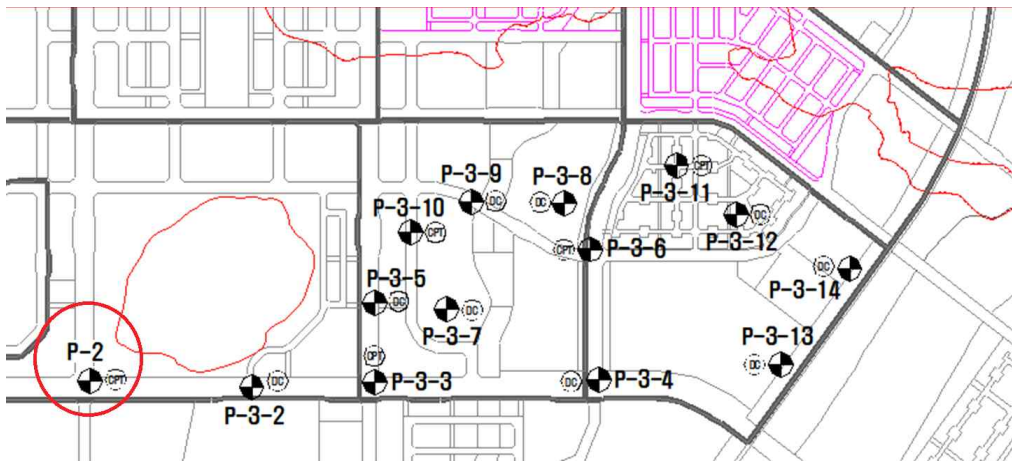 P-3-9
DC
P-3-8
DC
P-3-11
CPT
P-3-10
CPT
P-3-12
DC
CPT
P-3-6
P-3-5
DC
DC
P-3-14
DC
P-3-7
P-3-13
DC
P-2
CPT
CPT
P-3-3
DC
P-3-2
DC
P-3-4